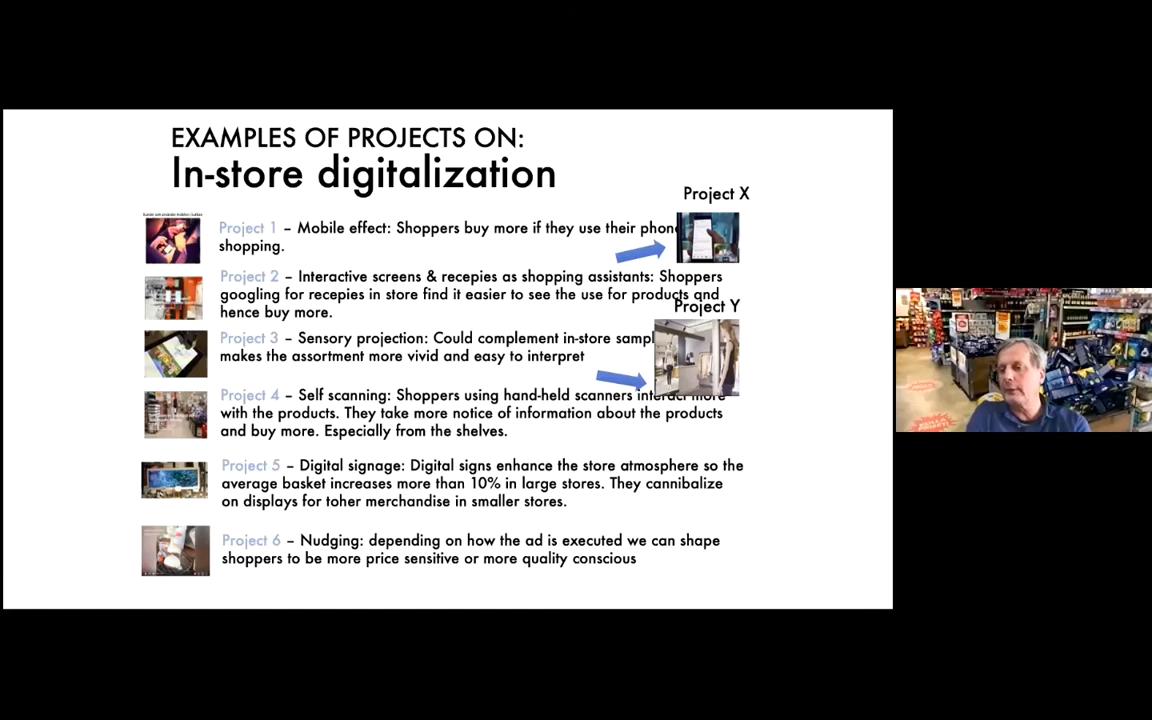 EXAMPLES OF PROJECTS ON:
In-store digitalization
Project X
Project 1 – Mobile effect: Shoppers buy more if they use their phon
shopping.
Project 2 – Interactive screens & recepies as shopping assistants: Shoppers
googling for recepies in store find it easier to see the use for products and
hence buy more.
Project Y
Project 3 – Sensory projection: Could complement in-store sampl
makes the assortment more vivid and easy to interpret
Project 4 – Self scanning: Shoppers using hand-held scanners interact more
with the products. They take more notice of information about the products
and buy more. Especially from the shelves.
Project 5 – Digital signage: Digital signs enhance the store atmosphere so the
average basket increases more than 10% in large stores. They cannibalize
on displays for toher merchandise in smaller stores.
Project 6 – Nudging: depending on how the ad is executed we can shape
shoppers to be more price sensitive or more quality conscious